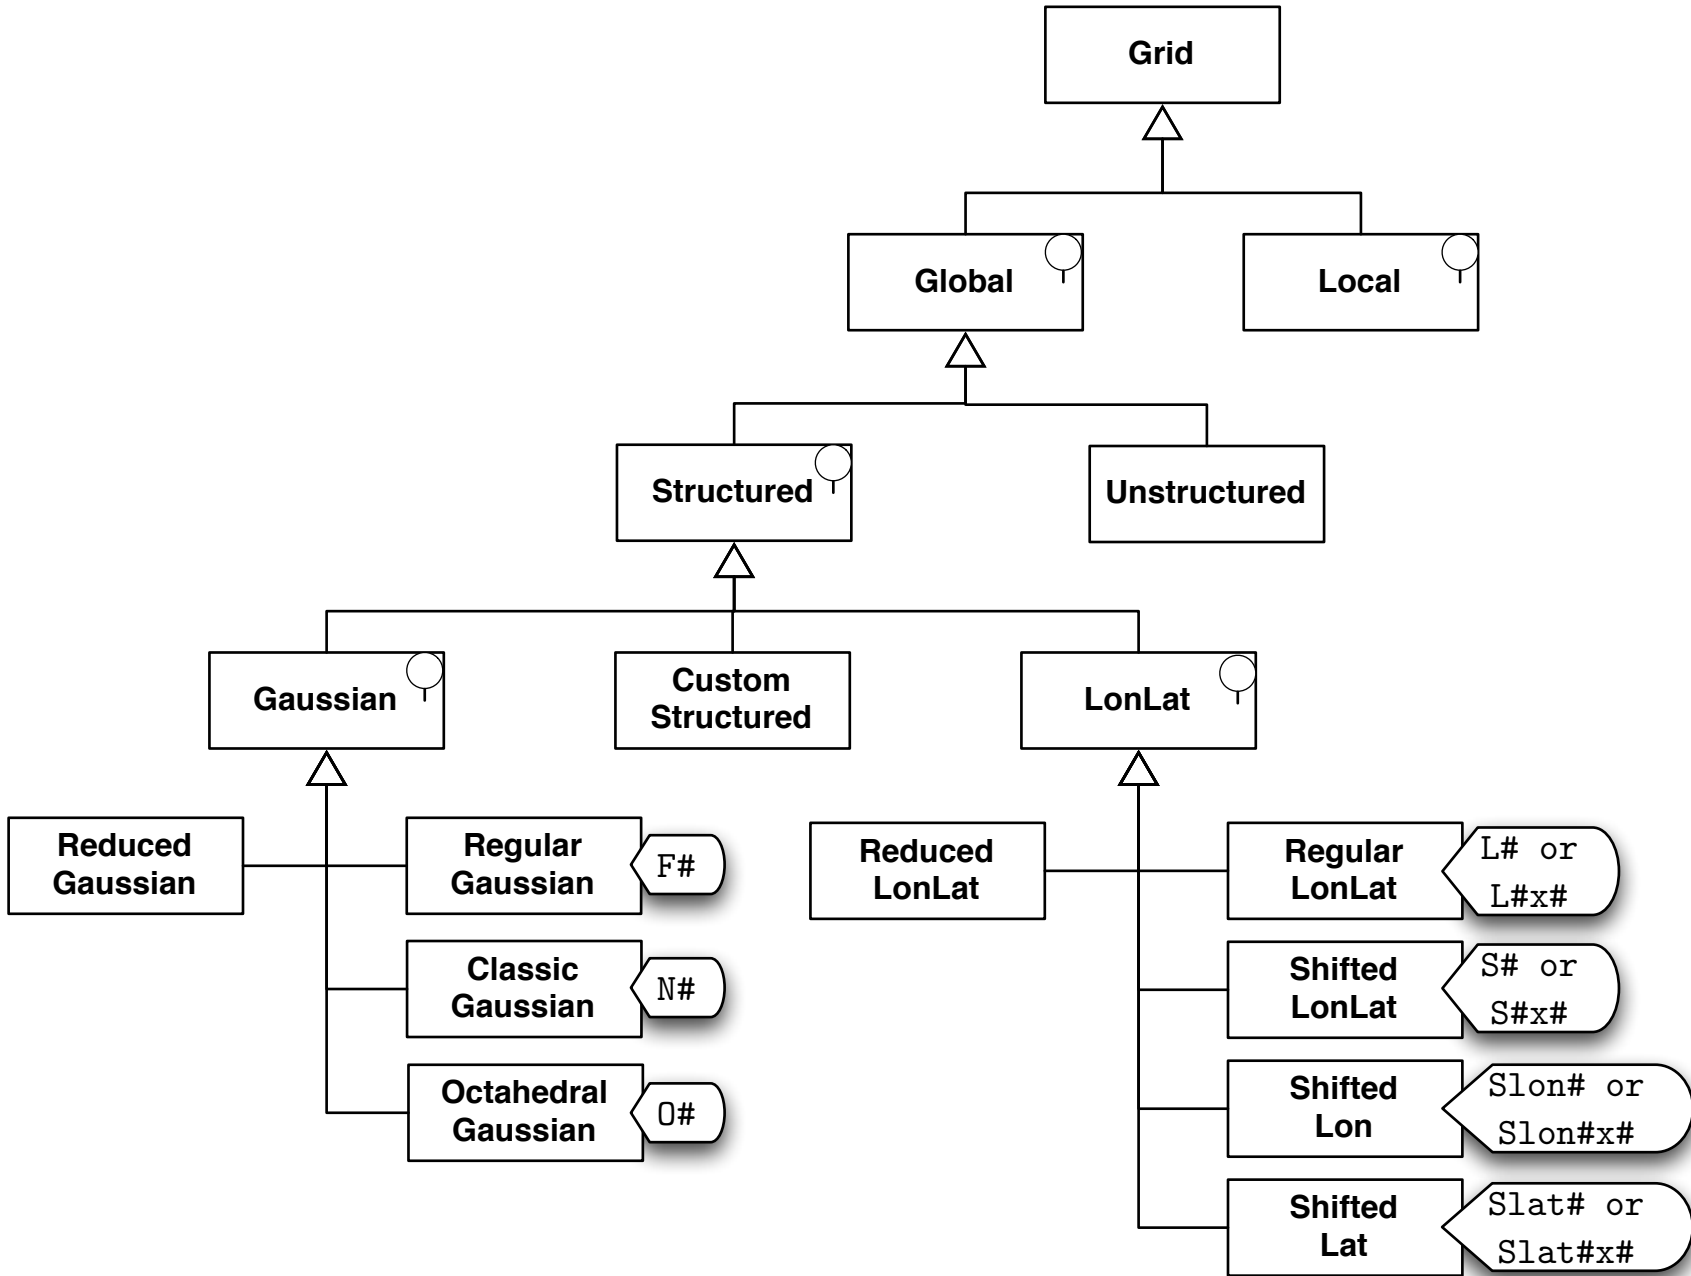 Grid
Global
Local
Structured
Unstructured
Gaussian
Custom
Structured
LonLat
Reduced
Gaussian
Regular
Gaussian
F#
Reduced
LonLat
Regular
LonLat
L# or
L#x#
Classic
Gaussian
N#
Shifted
LonLat
S# or
S#x#
Octahedral
Gaussian
O#
Shifted
Lon
Slon# or
Slon#x#
Shifted
Lat
Slat# or
Slat#x#